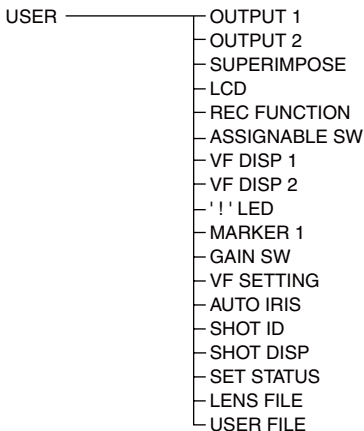 USER
OUTPUT 1
OUTPUT 2
SUPERIMPOSE
LCD
REC FUNCTION
ASSIGNABLE SW
VF DISP 1
VF DISP 2
' ! ' LED
MARKER 1
GAIN SW
VF SETTING
AUTO IRIS
SHOT ID
SHOT DISP
SET STATUS
LENS FILE
USER FILE